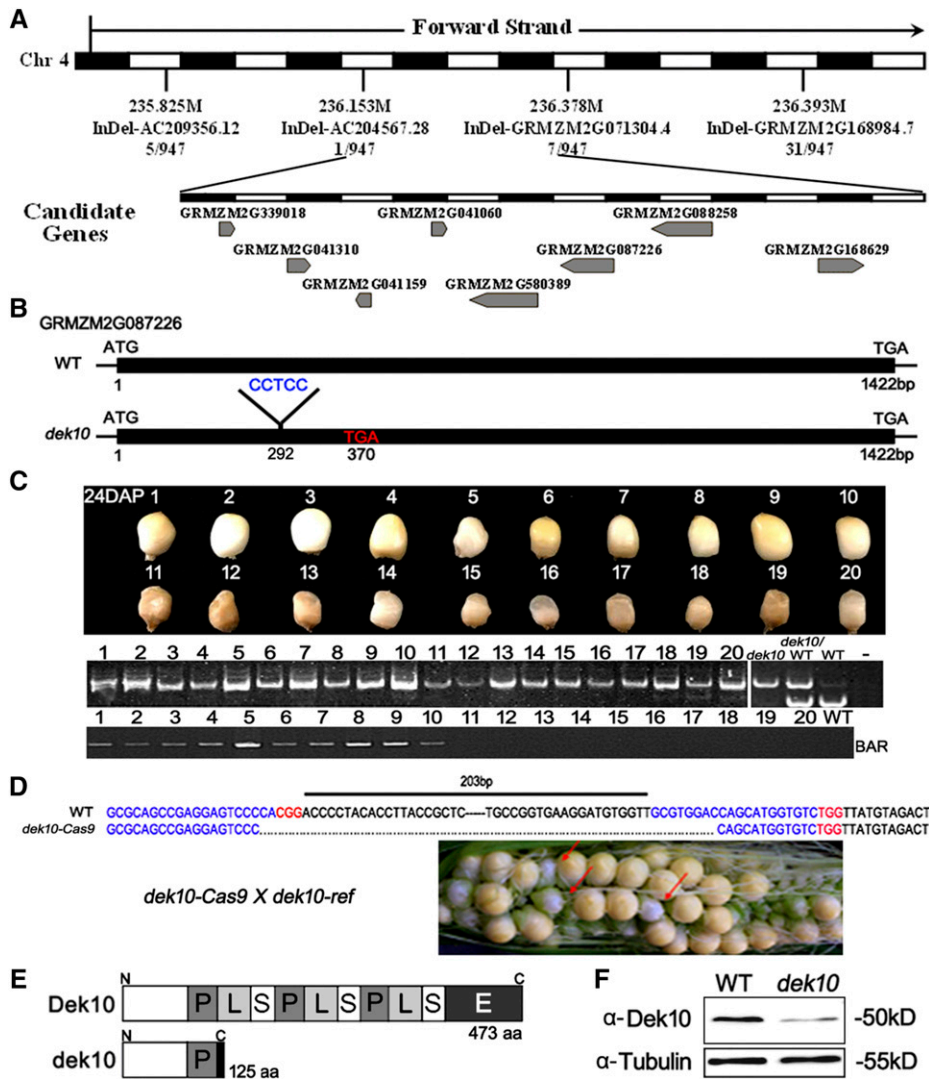 A
Forward Strand
Chr 4
235.825M 236.153M 236.378M 236.393M
InDel-AC209356.12 InDel-AC204567.28 InDel-GRMZM2G071304.4 InDel-GRMZM2G168984.7
5/947 1/947 7/947 31/947
Candidate Genes
GRMZM2G339018 GRMZM2G041060 GRMZM2G088258
GRMZM2G041310 GRMZM2G087226 GRMZM2G168629
GRMZM2G041159 GRMZM2G580389
B
GRMZM2G087226
ATG TGA
WT
1 CCTCC 1422bp
ATG TGA
dek10 TGA
1 292 370 1422bp
C
24DAP 1 2 3 4 5 6 7 8 9 10
11 12 13 14 15 16 17 18 19 20
1 2 3 4 5 6 7 8 9 10 11 12 13 14 15 16 17 18 19 20 dek10 dek10/WT WT -
1 2 3 4 5 6 7 8 9 10 11 12 13 14 15 16 17 18 19 20 WT
BAR
D
203bp
WT GCGCAGCCGAGGAGTCCCCACGGACCCCTACACCTTACCGCTC-----TGCCGGTGAAGGATGTGGTTGCGTGGACCAGCATGGTGTCTGGTTATGTAGACT
dek10-Cas9 GCGCAGCCGAGGAGTCCC CAGCATGGTGTCTGGTTATGTAGACT
dek10-Cas9 X dek10-ref
E
N C
Dek10 P L S P L S P L S E
473 aa
N C
dek10 P 125 aa
F
WT dek10
α-Dek10 -50kD
α-Tubulin -55kD